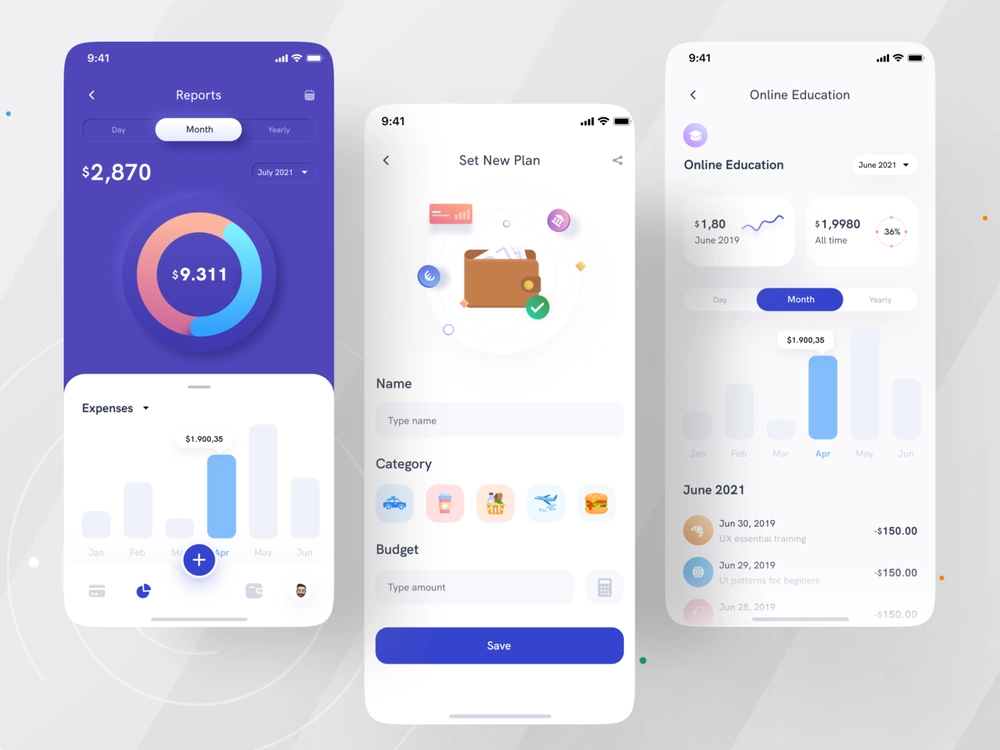 9:41
Reports
Day Month Yearly
$2,870
July 2021
$9.311
Expenses
$1.900,35
Jan Feb Ma Apr May Jun
9:41
Set New Plan
Name
Type name
Category
Budget
Type amount
Save
9:41
Online Education
Online Education
June 2021
$1,80
June 2019
$1,9980
All time
36%
Day Month Yearly
$1.900,35
Jan Feb Mar Apr May Jun
June 2021
Jun 30, 2019
UX essential training
-$150.00
Jun 29, 2019
UI patterns for beginers
-$150.00
Jun 28, 2019
-$150.00